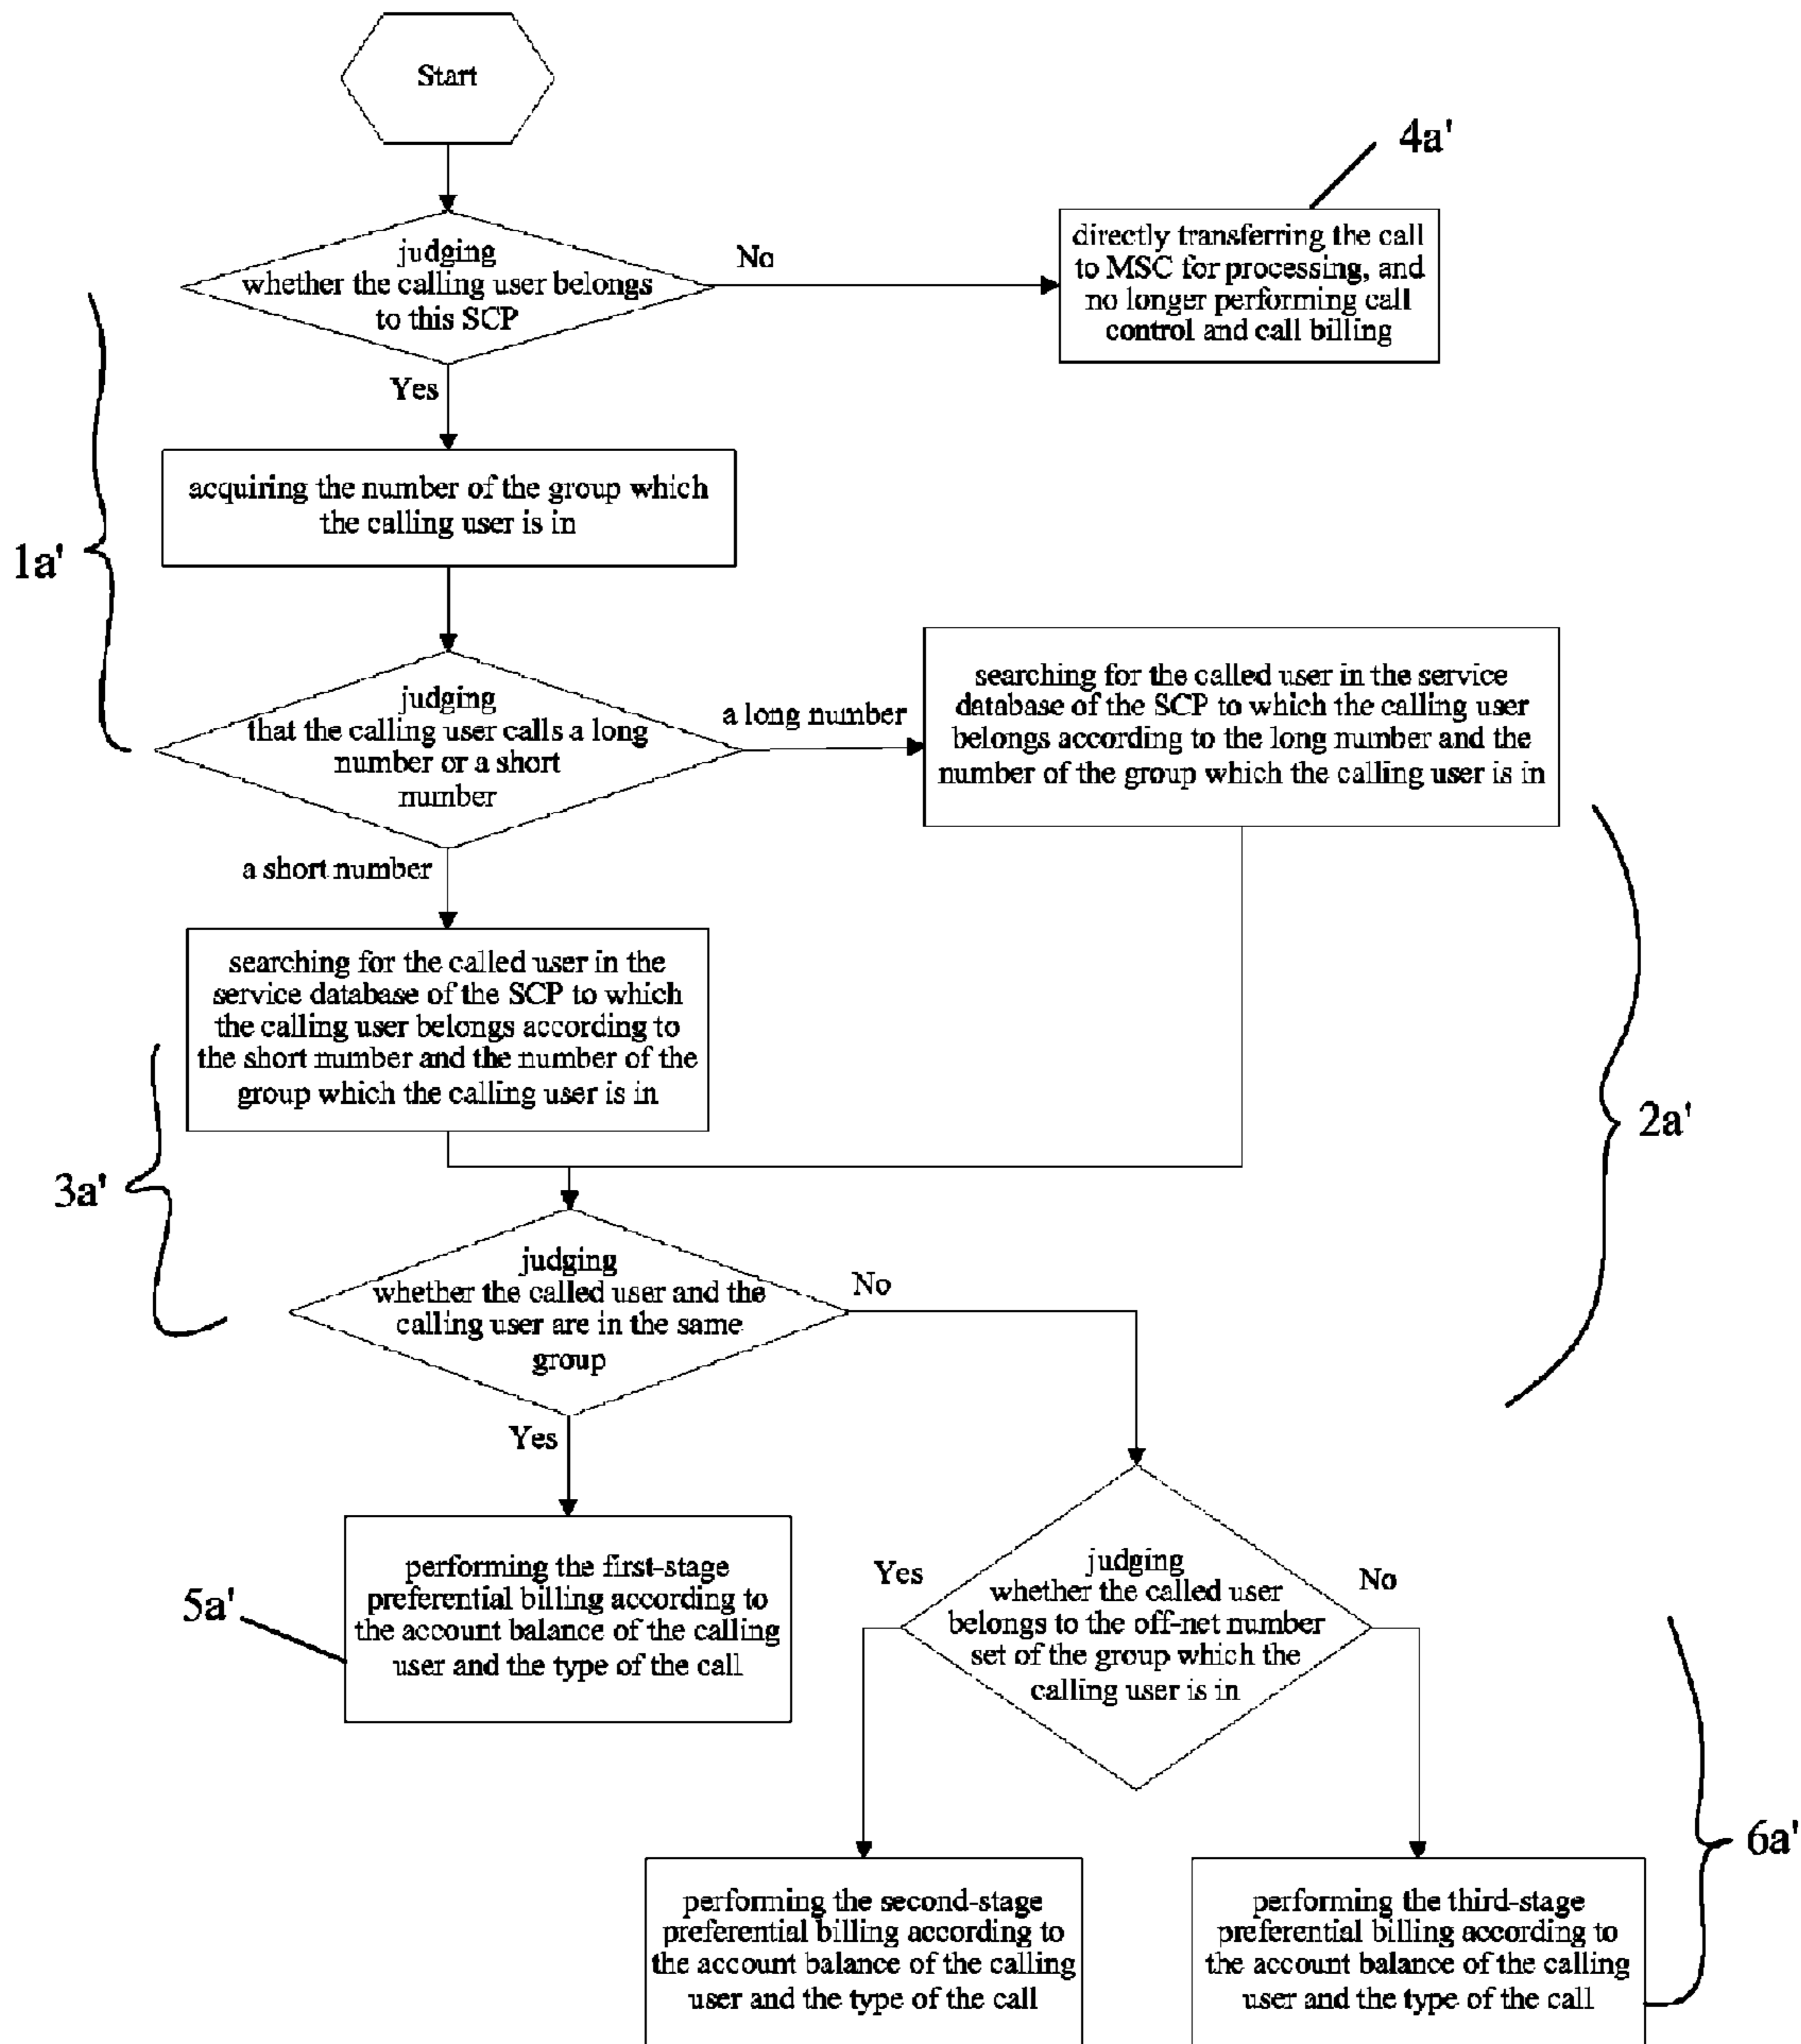 Start
4a'
judging
whether the calling user belongs
to this SCP
No
directly transferring the call
to MSC for processing, and
no longer performing call
control and call billing
Yes
acquiring the number of the group which
the calling user is in
1a'
judging
that the calling user calls a long
number or a short
number
a long number
searching for the called user in the service
database of the SCP to which the calling user
belongs according to the long number and the
number of the group which the calling user is in
a short number
searching for the called user in the
service database of the SCP to which
the calling user belongs according to
the short number and the number of the
group which the calling user is in
2a'
3a'
judging
whether the called user and the
calling user are in the same
group
No
Yes
performing the first-stage
preferential billing according to
the account balance of the calling
user and the type of the call
5a'
Yes
judging
whether the called user
belongs to the off-net number
set of the group which the
calling user is in
No
6a'
performing the second-stage
preferential billing according to
the account balance of the calling
user and the type of the call
performing the third-stage
preferential billing according to
the account balance of the calling
user and the type of the call